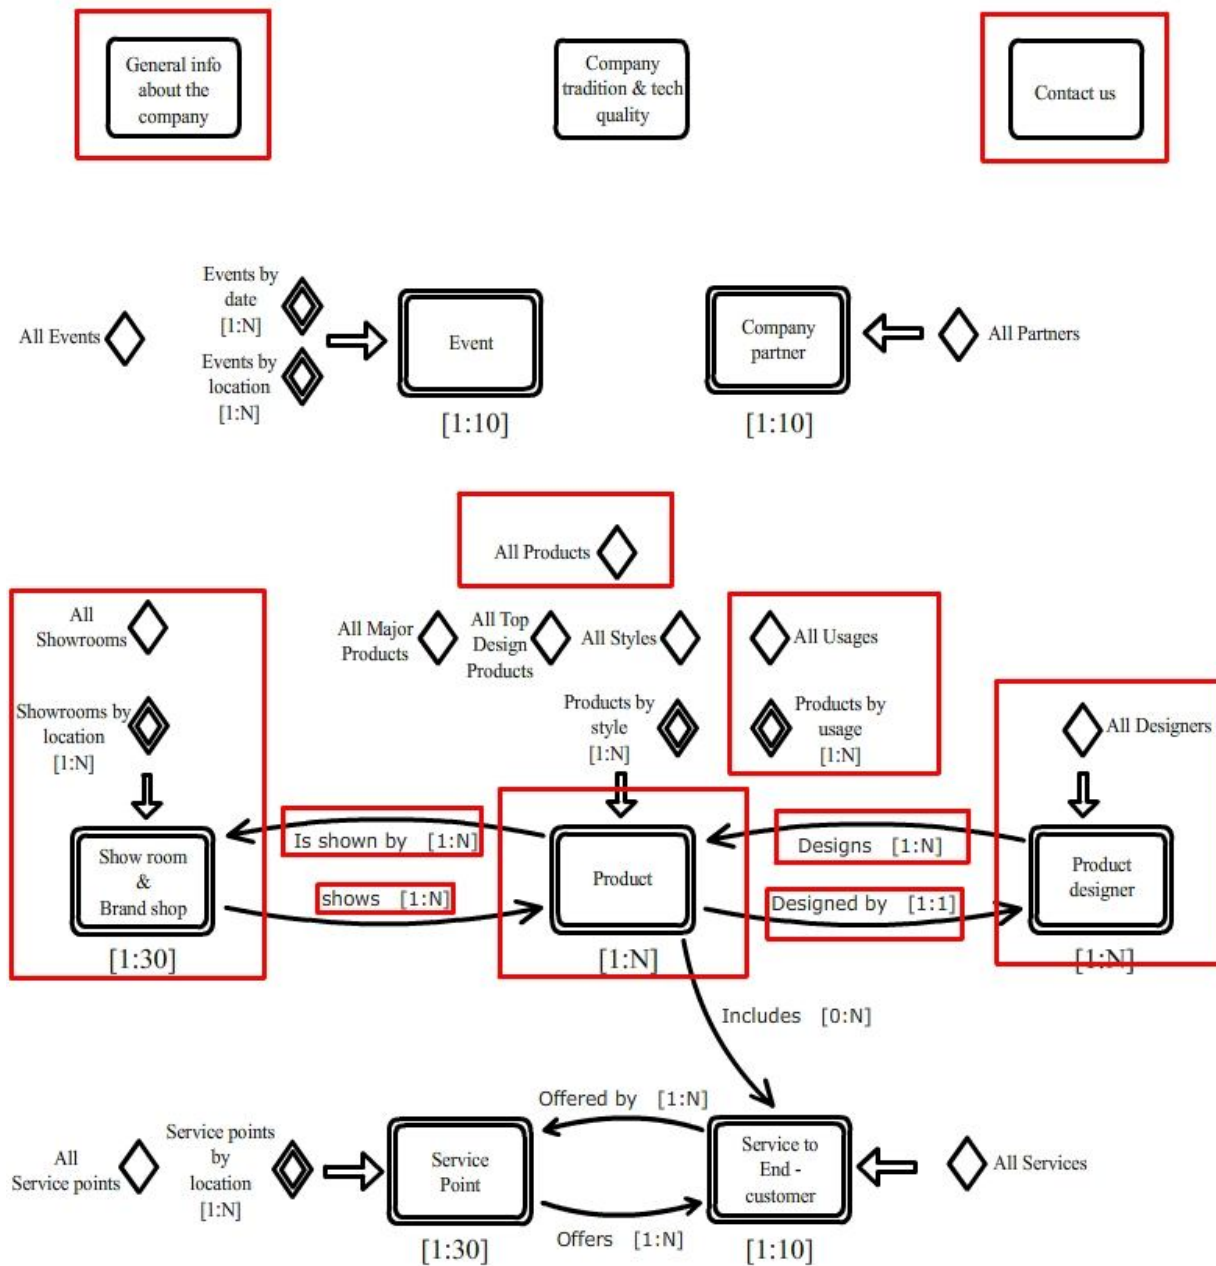 General info
about the
company
Company
tradition & tech
quality
Contact us
All Events
Events by
date
[1:N]
Events by
location
[1:N]
Event
[1:10]
Company
partner
[1:10]
All Partners
All Products
All
Showrooms
All Major
Products
All Top
Design
Products
All Styles
All Usages
Showrooms by
location
[1:N]
Products by
style
[1:N]
Products by
usage
[1:N]
All Designers
Is shown by [1:N]
Designs [1:N]
Show room
&
Brand shop
[1:30]
shows [1:N]
Product
[1:N]
Designed by [1:1]
Product
designer
[1:N]
Includes [0:N]
Offered by [1:N]
All
Service points
Service points
by
location
[1:N]
Service
Point
[1:30]
Offers [1:N]
Service to
End -
customer
[1:10]
All Services